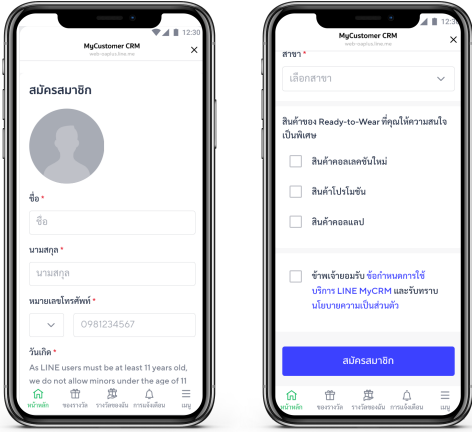 12:30
MyCustomer CRM
สมัครสมาชิก
ชื่อ *
ชื่อ
นามสกุล *
นามสกุล
หมายเลขโทรศัพท์ *
0981234567
วันเกิด *
As LINE users must be at least 11 years old,
we do not allow minors under the age of 11
หน้าหลัก ของรางวัล รางวัลของฉัน การแจ้งเตือน เมนู
12:30
MyCustomer CRM
สาขา *
เลือกสาขา
สินค้าของ Ready-to-Wear ที่คุณให้ความสนใจ
เป็นพิเศษ
สินค้าคอลเลคชันใหม่
สินค้าโปรโมชัน
สินค้าคอลแลป
ข้าพเจ้ายอมรับ ข้อกำหนดการใช้
บริการ LINE MyCRM และรับทราบ
นโยบายความเป็นส่วนตัว
สมัครสมาชิก
หน้าหลัก ของรางวัล รางวัลของฉัน การแจ้งเตือน เมนู